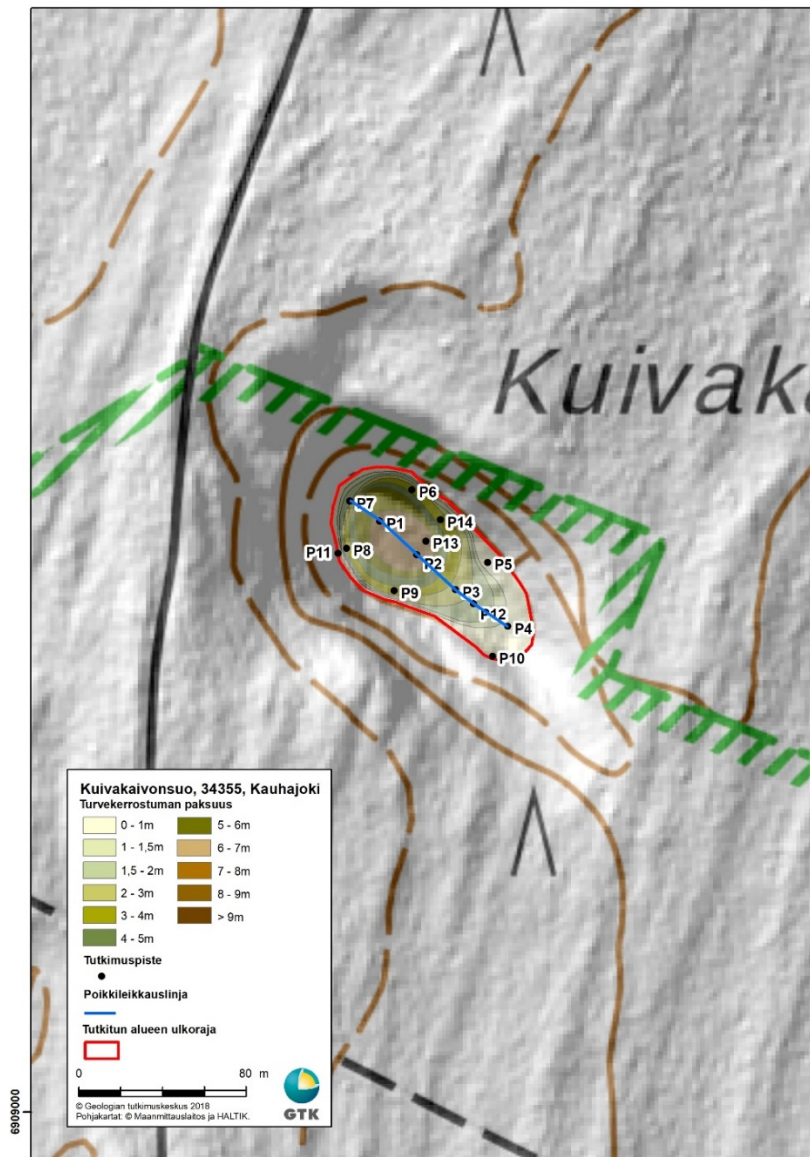 Kuivak
P6
P7
P14
P1
P13
P11
P8
P2
P5
P9
P3
P12
P4
P10
Kuivakaivonsuo, 34355, Kauhajoki
Turvekerrostuman paksuus
0 - 1m
1 - 1,5m
1,5 - 2m
2 - 3m
3 - 4m
4 - 5m
5 - 6m
6 - 7m
7 - 8m
8 - 9m
> 9m
Tutkimuspiste
Poikkileikkauslinja
Tutkitun alueen ulkoraja
0 80 m
© Geologian tutkimuskeskus 2018
Pohjakartat: © Maanmittauslaitos ja HALTIK.
GTK
6909000